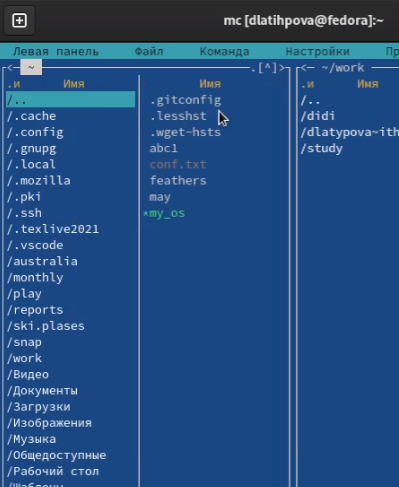 mc [dlatihpova@fedora]:~
Левая панель Файл Команда Настройки
~ .[^]> ~/work
.и Имя Имя .и Имя
/.. .gitconfig /..
/.cache .lesshst /didi
/.config .wget-hsts /dlatypova~ith
/.gnupg abc1 /study
/.local conf.txt
/.mozilla feathers
/.pki may
/.ssh *my_os
/.texlive2021
/.vscode
/australia
/monthly
/play
/reports
/ski.plases
/snap
/work
/Видео
/Документы
/Загрузки
/Изображения
/Музыка
/Общедоступные
/Рабочий стол